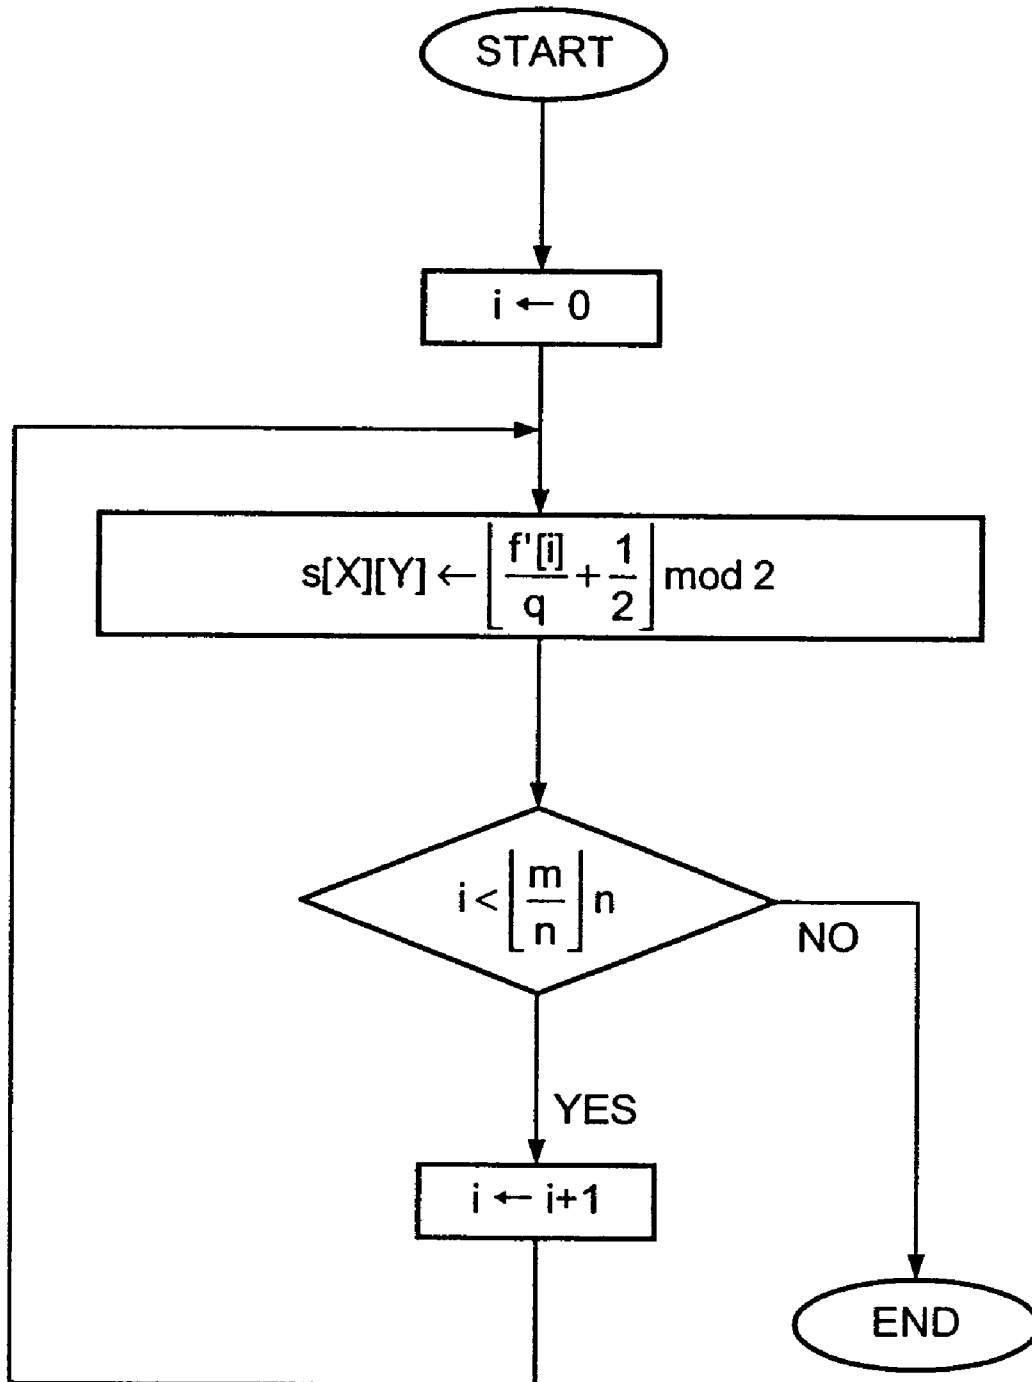 START
i ← 0
s[X][Y] ← ⌊ f'[i]/q + 1/2 ⌋ mod 2
i < ⌊ m/n ⌋ n
NO
YES
i ← i+1
END